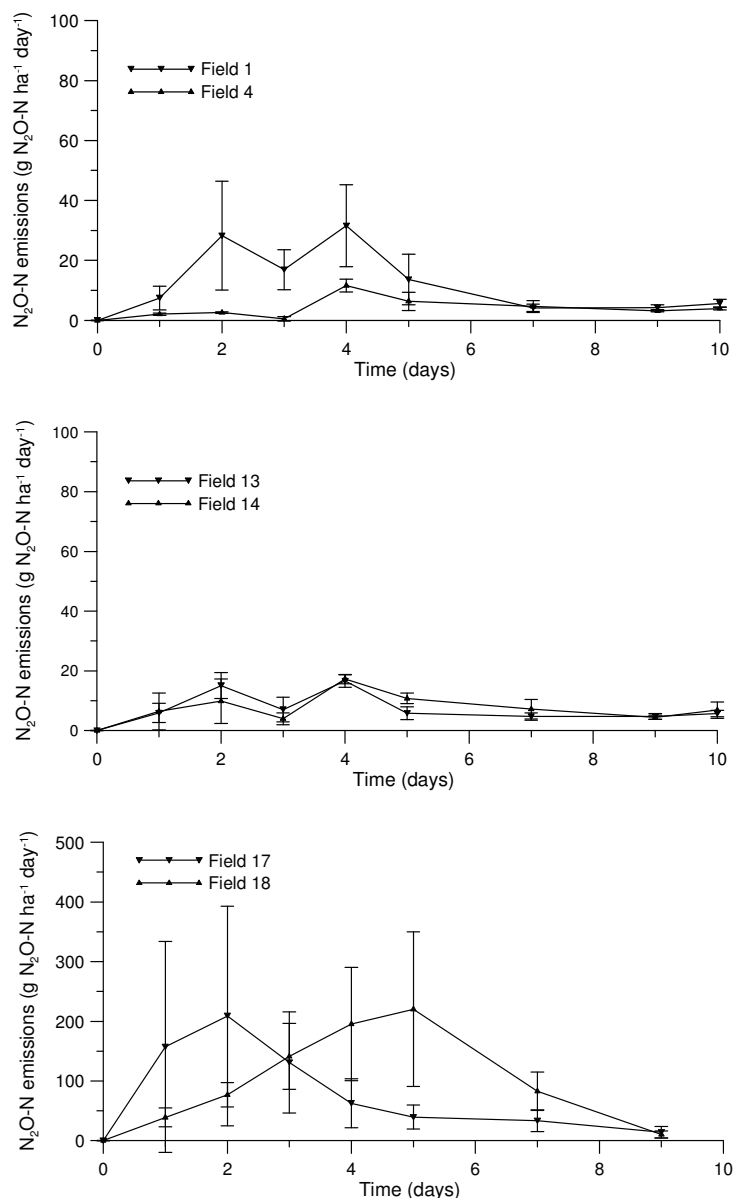 N₂O-N emissions (g N₂O-N ha⁻¹ day⁻¹)
100
80
60
40
20
0
Field 1
Field 4
0 2 4 6 8 10
Time (days)
N₂O-N emissions (g N₂O-N ha⁻¹ day⁻¹)
100
80
60
40
20
0
Field 13
Field 14
0 2 4 6 8 10
Time (days)
N₂O-N emissions (g N₂O-N ha⁻¹ day⁻¹)
500
400
300
200
100
0
Field 17
Field 18
0 2 4 6 8 10
Time (days)